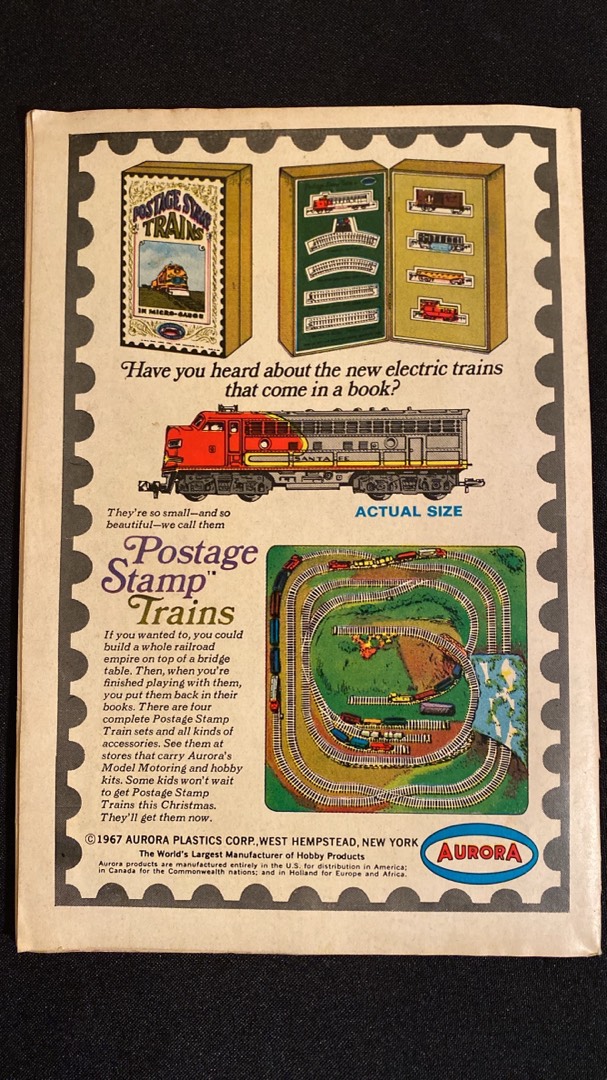 POSTAGE STAMP
TRAINS
IN MICRO-GAUGE
Have you heard about the new electric trains
that come in a book?
SANTA FE
They're so small—and so
beautiful—we call them
ACTUAL SIZE
Postage
Stamp™
Trains
If you wanted to, you could
build a whole railroad
empire on top of a bridge
table. Then, when you're
finished playing with them,
you put them back in their
books. There are four
complete Postage Stamp
Train sets and all kinds of
accessories. See them at
stores that carry Aurora's
Model Motoring and hobby
kits. Some kids won't wait
to get Postage Stamp
Trains this Christmas.
They'll get them now.
©1967 AURORA PLASTICS CORP., WEST HEMPSTEAD, NEW YORK
The World's Largest Manufacturer of Hobby Products
Aurora products are manufactured entirely in the U.S. for distribution in America;
in Canada for the Commonwealth nations; and in Holland for Europe and Africa.
AURORA